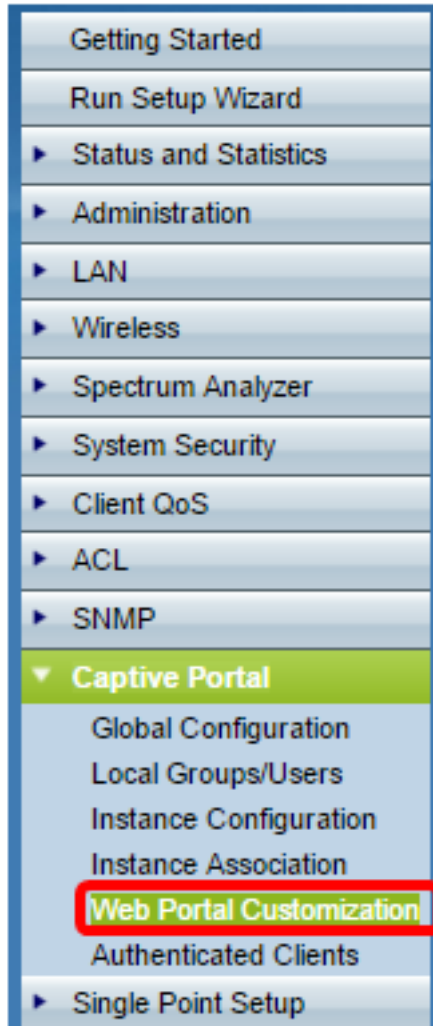 Getting Started
Run Setup Wizard
Status and Statistics
Administration
LAN
Wireless
Spectrum Analyzer
System Security
Client QoS
ACL
SNMP
Captive Portal
Global Configuration
Local Groups/Users
Instance Configuration
Instance Association
Web Portal Customization
Authenticated Clients
Single Point Setup